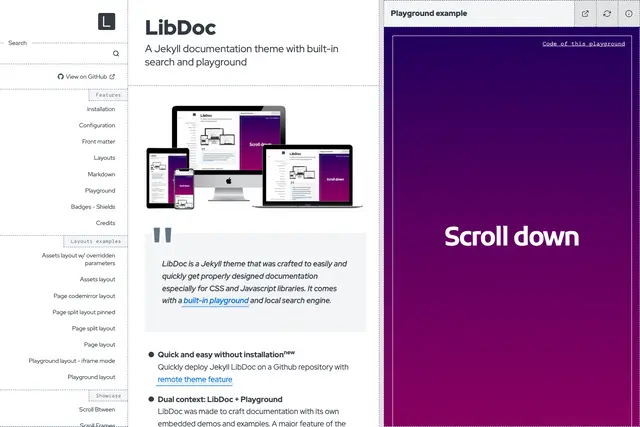 L
Search
View on GitHub
Features
Installation
Configuration
Front matter
Layouts
Markdown
Playground
Badges - Shields
Credits
Layout: examples
Assets layout w/ overridden
parameters
Assets layout
Page codemirror layout
Page split layout pinned
Page split layout
Page layout
Playground layout - iframe mode
Playground layout
Showcase
Scroll Btween
Scroll Frames
LibDoc
A Jekyll documentation theme with built-in
search and playground
LibDoc
Scroll down
LibDoc
Scroll down
"
LibDoc is a Jekyll theme that was crafted to easily and
quickly get properly designed documentation
especially for CSS and Javascript libraries. It comes
with a built-in playground and local search engine.
Quick and easy without installation new
Quickly deploy Jekyll LibDoc on a Github repository with
remote theme feature
Dual context: LibDoc + Playground
LibDoc was made to craft documentation with its own
embedded demos and examples. A major feature of the
Playground example
Code of this playground
Scroll down